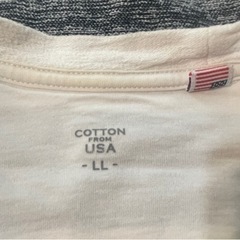 COTTON
FROM
USA
- LL -